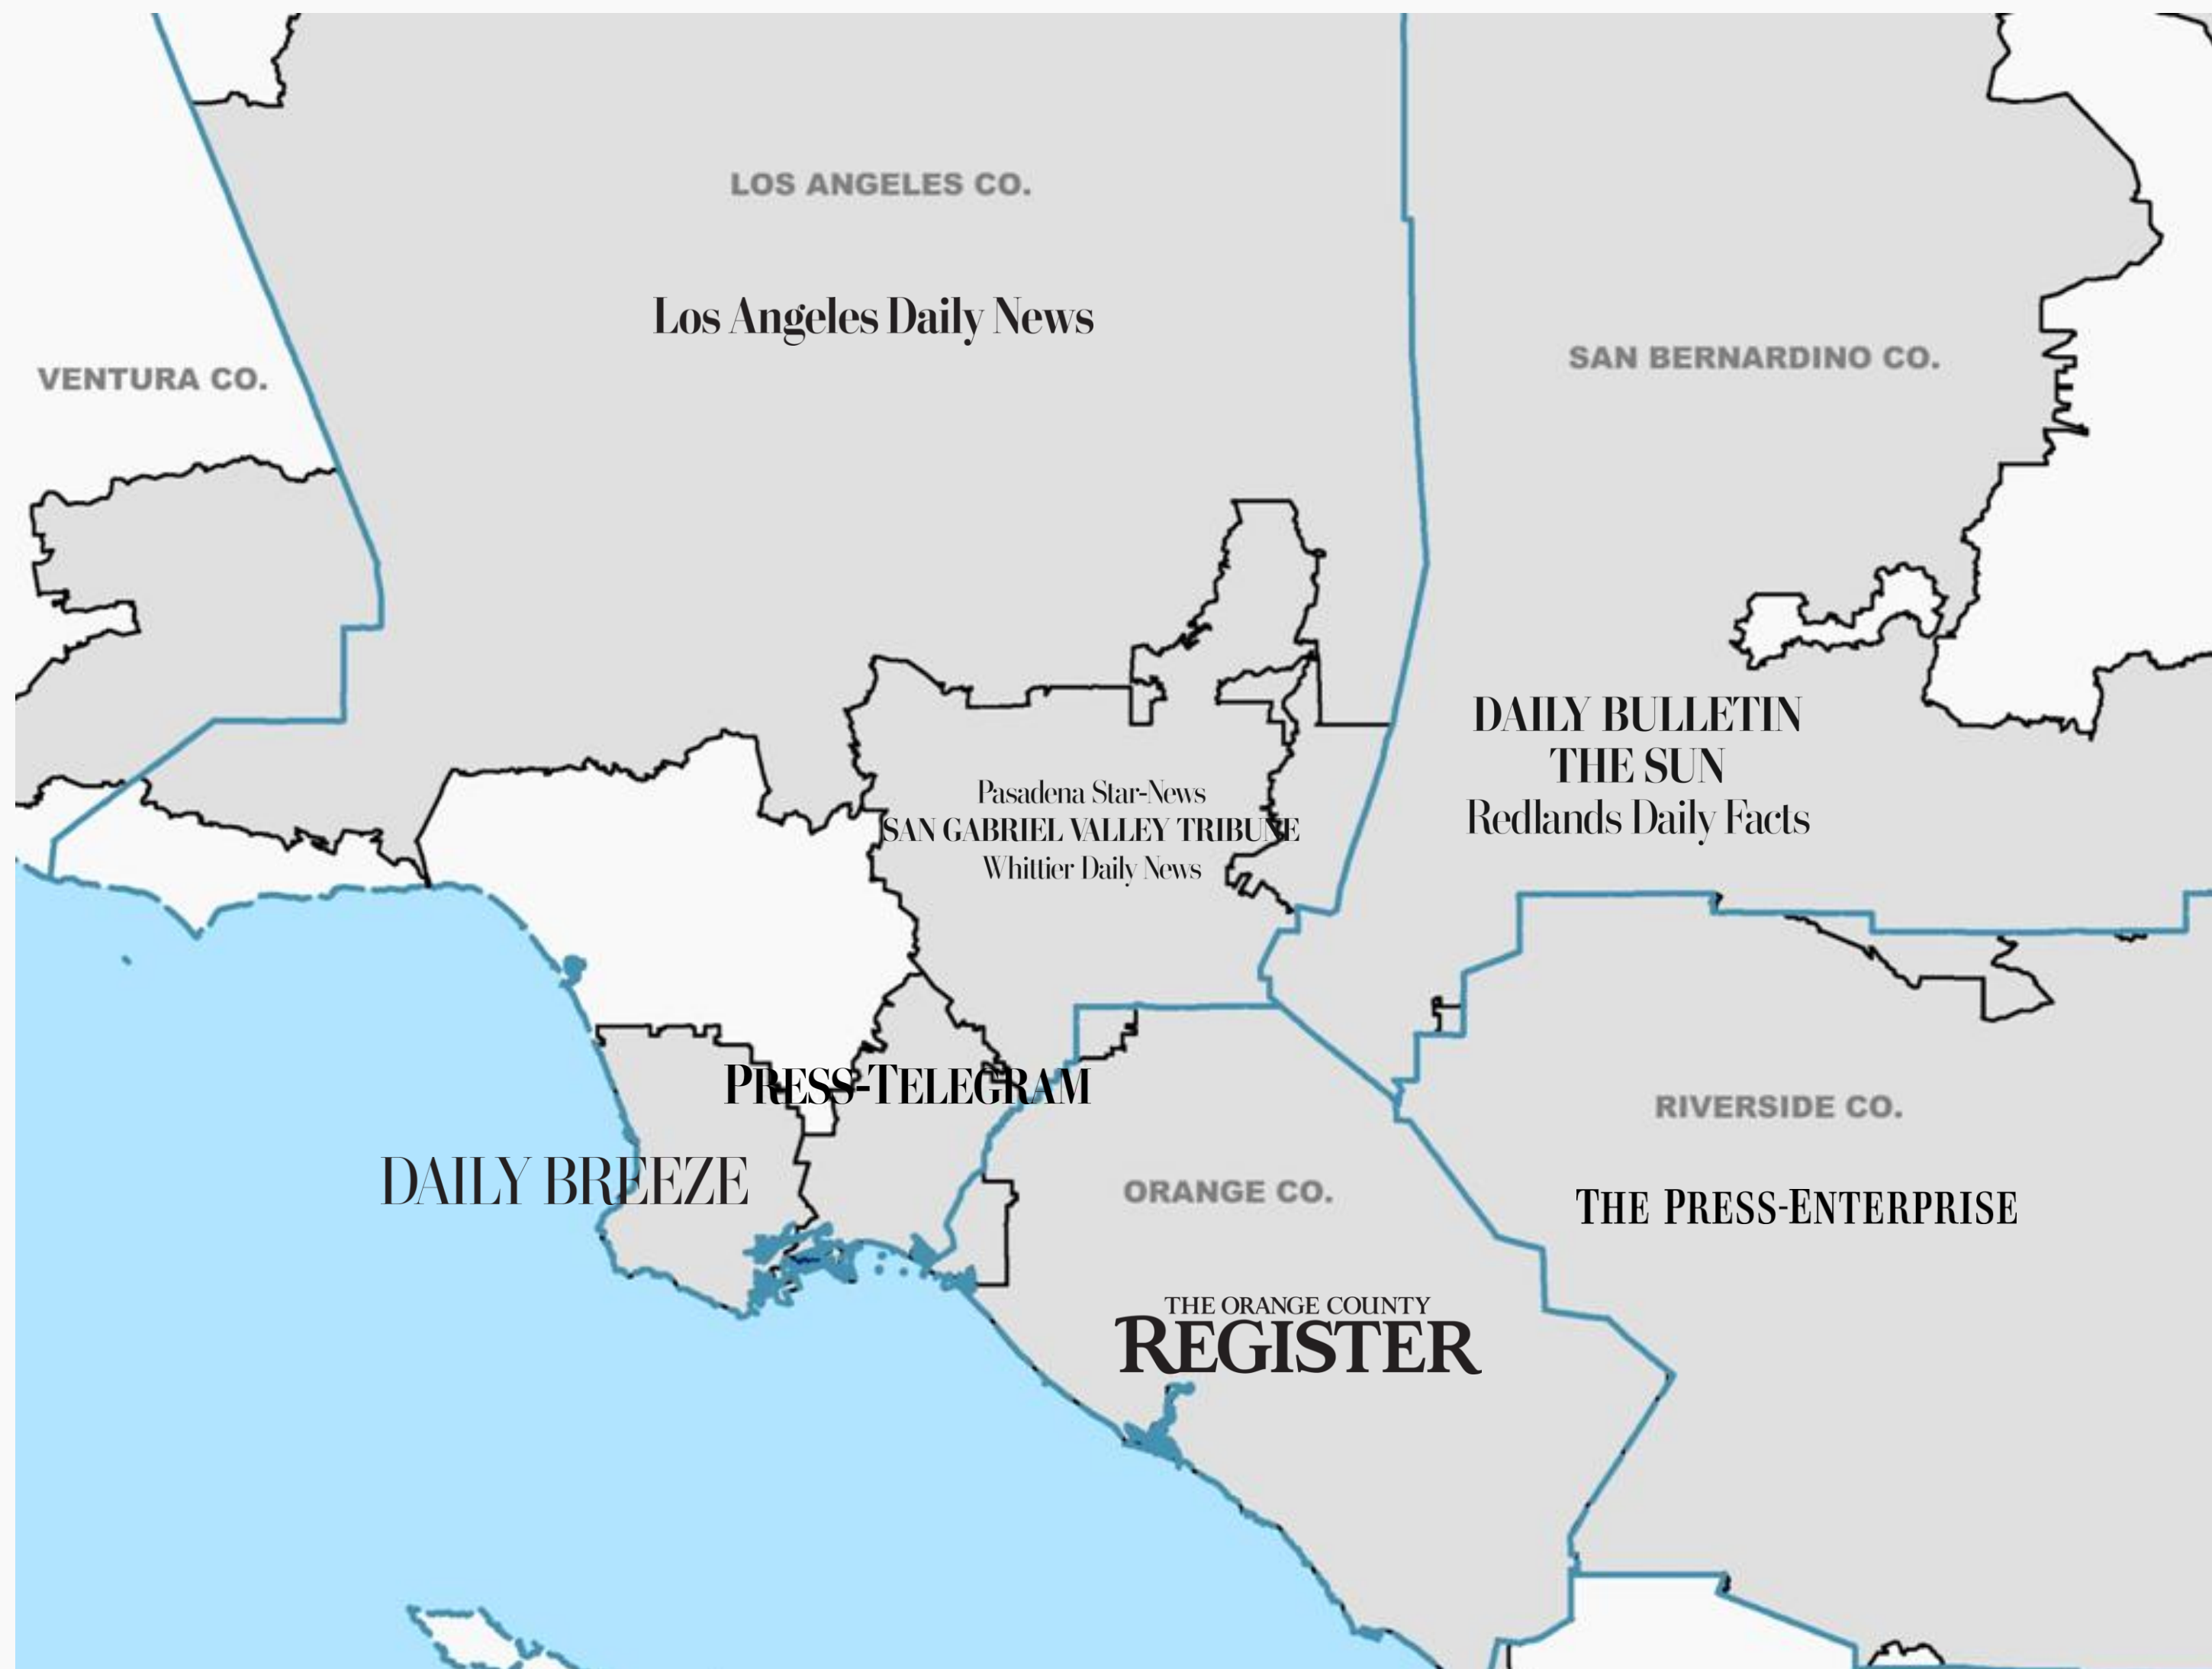 LOS ANGELES CO.
Los Angeles Daily News
SAN BERNARDINO CO.
VENTURA CO.
DAILY BULLETIN
THE SUN
Redlands Daily Facts
Pasadena Star-News
SAN GABRIEL VALLEY TRIBUNE
Whittier Daily News
PRESS-TELEGRAM
RIVERSIDE CO.
DAILY BREEZE
ORANGE CO.
THE PRESS-ENTERPRISE
THE ORANGE COUNTY
REGISTER